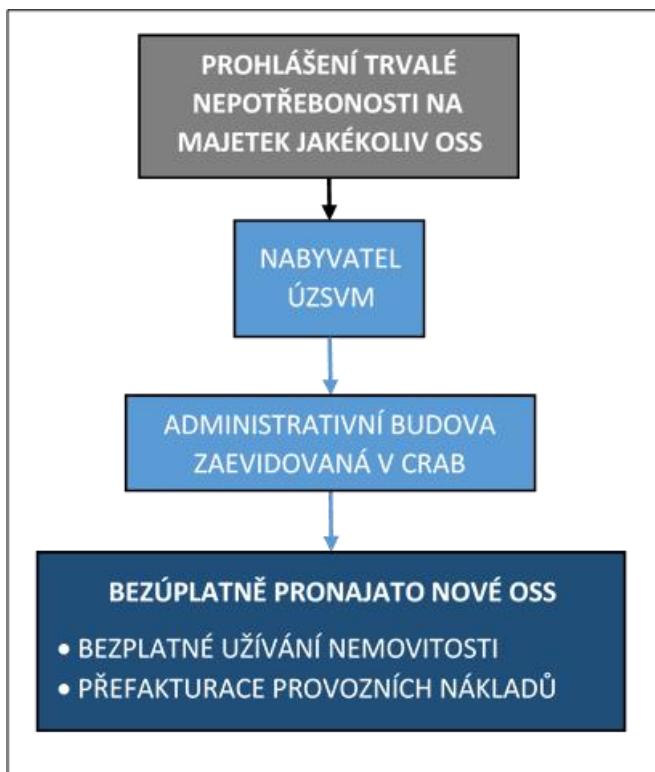 PROHLÁŠENÍ TRVALÉ
NEPOTŘEBONOSTI NA
MAJETEK JAKÉKOLIV OSS
NABYVATEL
ÚZSVM
ADMINISTRATIVNÍ BUDOVA
ZAEVIDOVANÁ V CRAB
BEZÚPLATNĚ PRONAJATO NOVÉ OSS
• BEZPLATNÉ UŽÍVÁNÍ NEMOVITOSTI
• PŘEFAKTURACE PROVOZNÍCH NÁKLADŮ